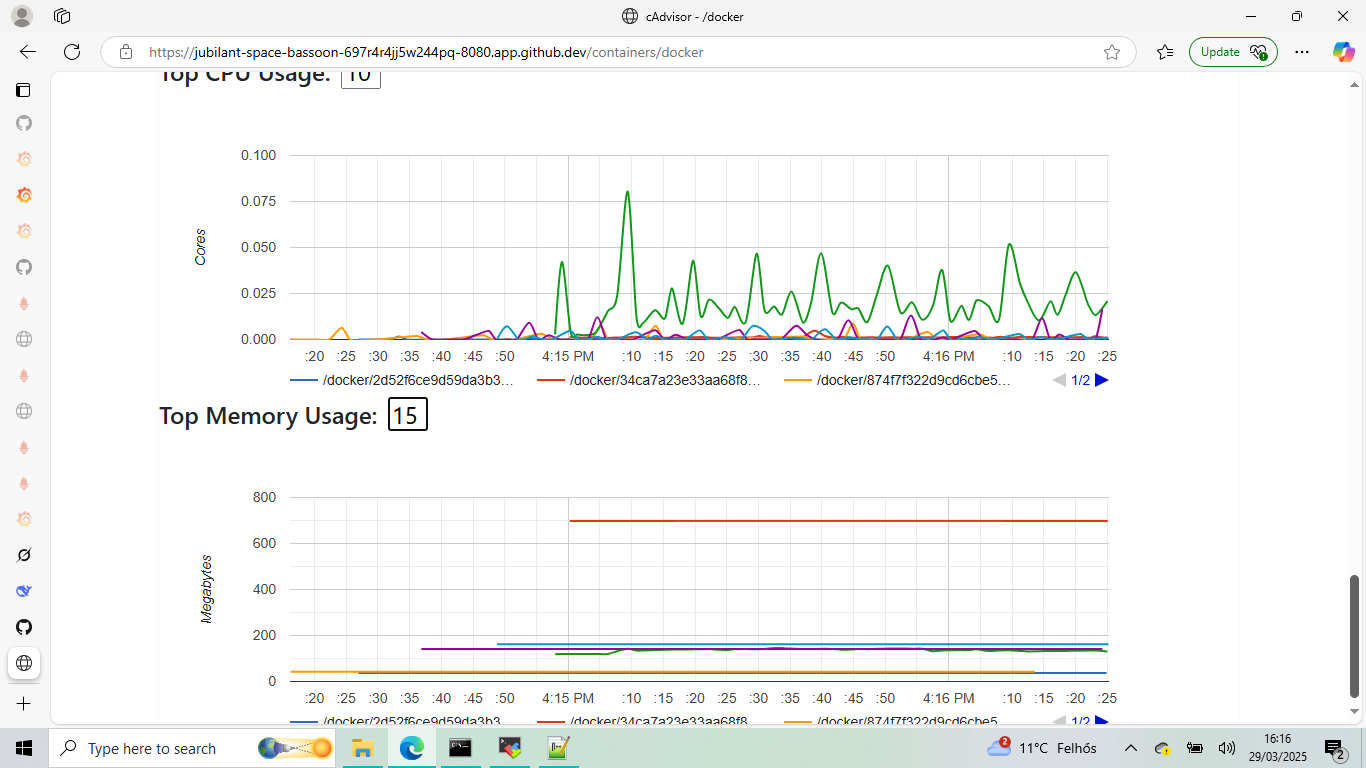 cAdvisor - /docker
https://jubilant-space-bassoon-697r4r4jj5w244pq-8080.app.github.dev/containers/docker
Update
Top CPU Usage: 10
0.100
0.075
0.050
0.025
0.000
Cores
:20 :25 :30 :35 :40 :45 :50 4:15 PM :10 :15 :20 :25 :30 :35 :40 :45 :50 4:16 PM :10 :15 :20 :25
/docker/2d52f6ce9d59da3b3... /docker/34ca7a23e33aa68f8... /docker/874f7f322d9cd6cbe5... 1/2
Top Memory Usage: 15
800
600
400
200
0
Megabytes
:20 :25 :30 :35 :40 :45 :50 4:15 PM :10 :15 :20 :25 :30 :35 :40 :45 :50 4:16 PM :10 :15 :20 :25
/docker/2d52f6ce9d59da3b3 /docker/34ca7a23e33aa68f8 /docker/874f7f322d9cd6cbe5 1/2
Type here to search
2
11°C Felhős
16:16
29/03/2025
2